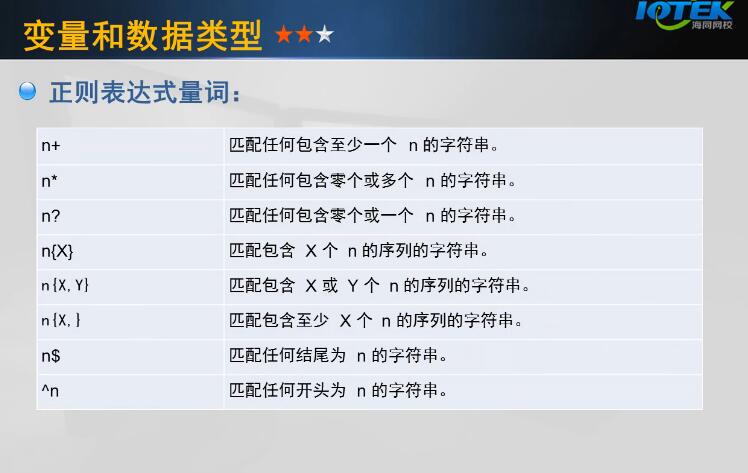 变量和数据类型
IOTEK
海同网校
正则表达式量词：
n+ 匹配任何包含至少一个 n 的字符串。
n* 匹配任何包含零个或多个 n 的字符串。
n? 匹配任何包含零个或一个 n 的字符串。
n{X} 匹配包含 X 个 n 的序列的字符串。
n{X,Y} 匹配包含 X 或 Y 个 n 的序列的字符串。
n{X,} 匹配包含至少 X 个 n 的序列的字符串。
n$ 匹配任何结尾为 n 的字符串。
^n 匹配任何开头为 n 的字符串。